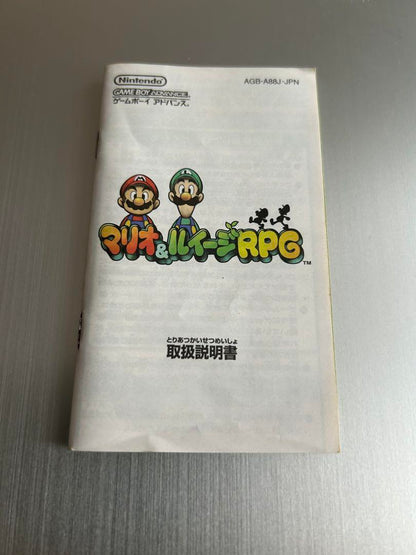 Nintendo
AGB-A88J-JPN
GAME BOY ADVANCE
ゲームボーイ アドバンス
マリオ&ルイージRPG
TM
とりあつかいせつめいしょ
取扱説明書